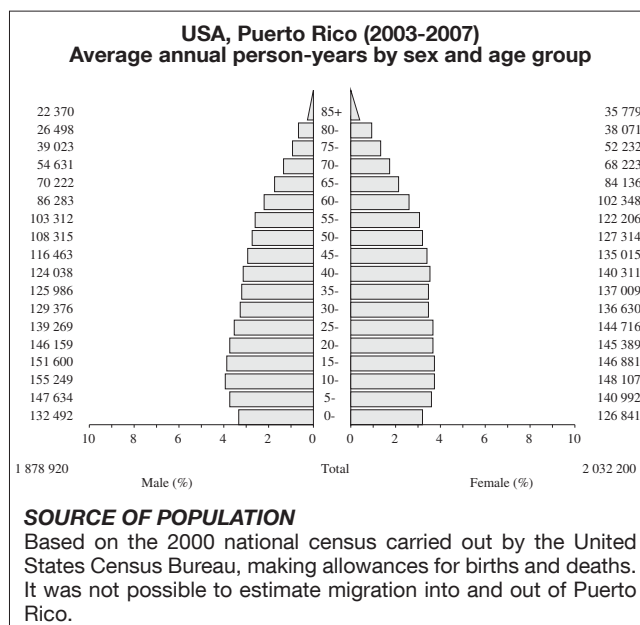 USA, Puerto Rico (2003-2007)
Average annual person-years by sex and age group
22 370 85+ 35 779
26 498 80- 38 071
39 023 75- 52 232
54 631 70- 68 223
70 222 65- 84 136
86 283 60- 102 348
103 312 55- 122 206
108 315 50- 127 314
116 463 45- 135 015
124 038 40- 140 311
125 986 35- 137 009
129 376 30- 136 630
139 269 25- 144 716
146 159 20- 145 389
151 600 15- 146 881
155 249 10- 148 107
147 634 5- 140 992
132 492 0- 126 841
10 8 6 4 2 0 0 2 4 6 8 10
1 878 920 Total 2 032 200
Male (%) Female (%)
SOURCE OF POPULATION
Based on the 2000 national census carried out by the United
States Census Bureau, making allowances for births and deaths.
It was not possible to estimate migration into and out of Puerto
Rico.